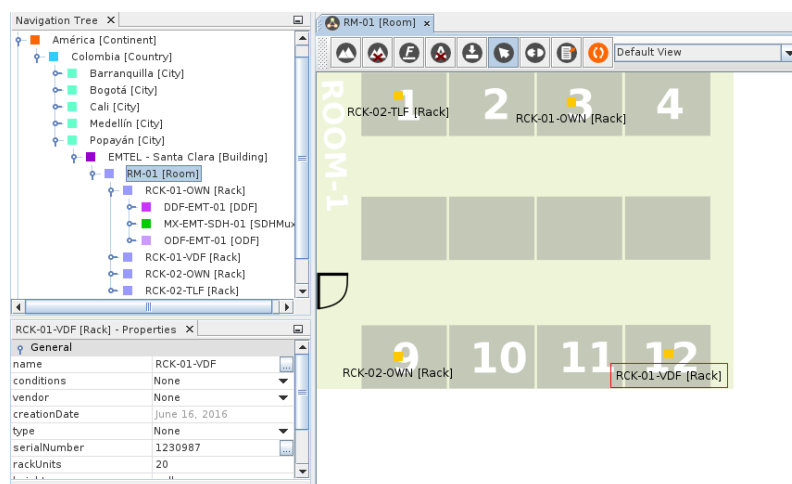 Navigation Tree
América [Continent]
Colombia [Country]
Barranquilla [City]
Bogotá [City]
Cali [City]
Medellín [City]
Popayán [City]
EMTEL - Santa Clara [Building]
RM-01 [Room]
RCK-01-OWN [Rack]
DDF-EMT-01 [DDF]
MX-EMT-SDH-01 [SDHMux
ODF-EMT-01 [ODF]
RCK-01-VDF [Rack]
RCK-02-OWN [Rack]
RCK-02-TLF [Rack]
RCK-01-VDF [Rack] - Properties
General
name RCK-01-VDF ...
conditions None
vendor None
creationDate June 16, 2016
type None
serialNumber 1230987 ...
rackUnits 20
RM-01 [Room]
E
Default View
ROOM-1
1 2 3 4
RCK-02-TLF [Rack]
RCK-01-OWN [Rack]
9 10 11 12
RCK-02-OWN [Rack]
RCK-01-VDF [Rack]